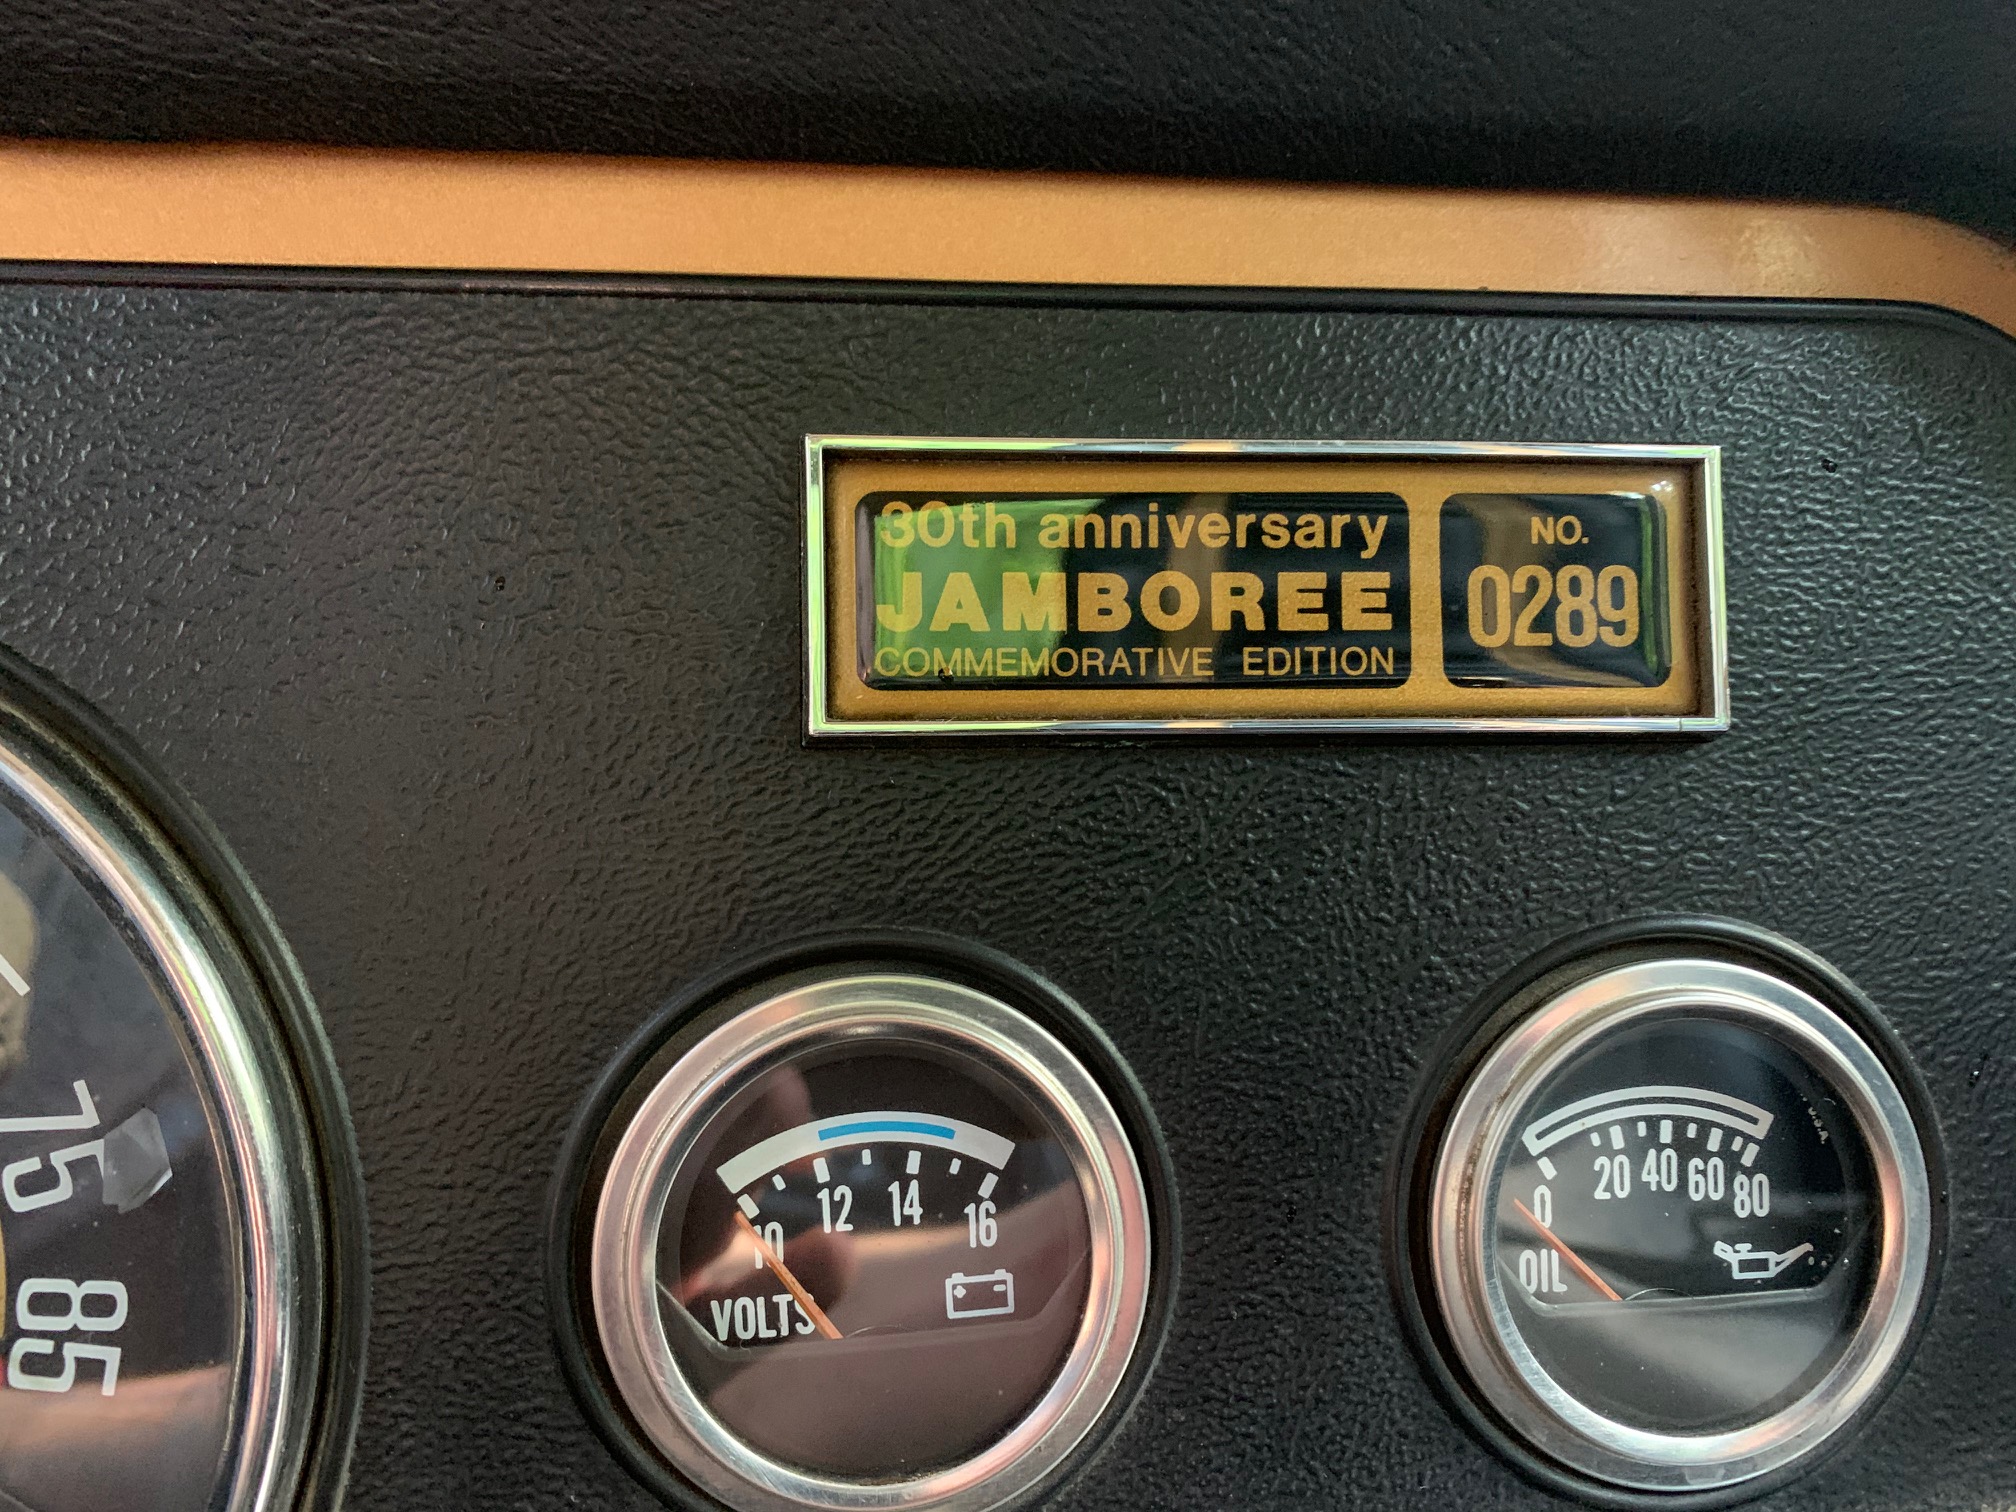 30th anniversary
JAMBOREE
COMMEMORATIVE EDITION
NO.
0289
75
85
10 12 14 16
VOLTS
0 20 40 60 80
OIL